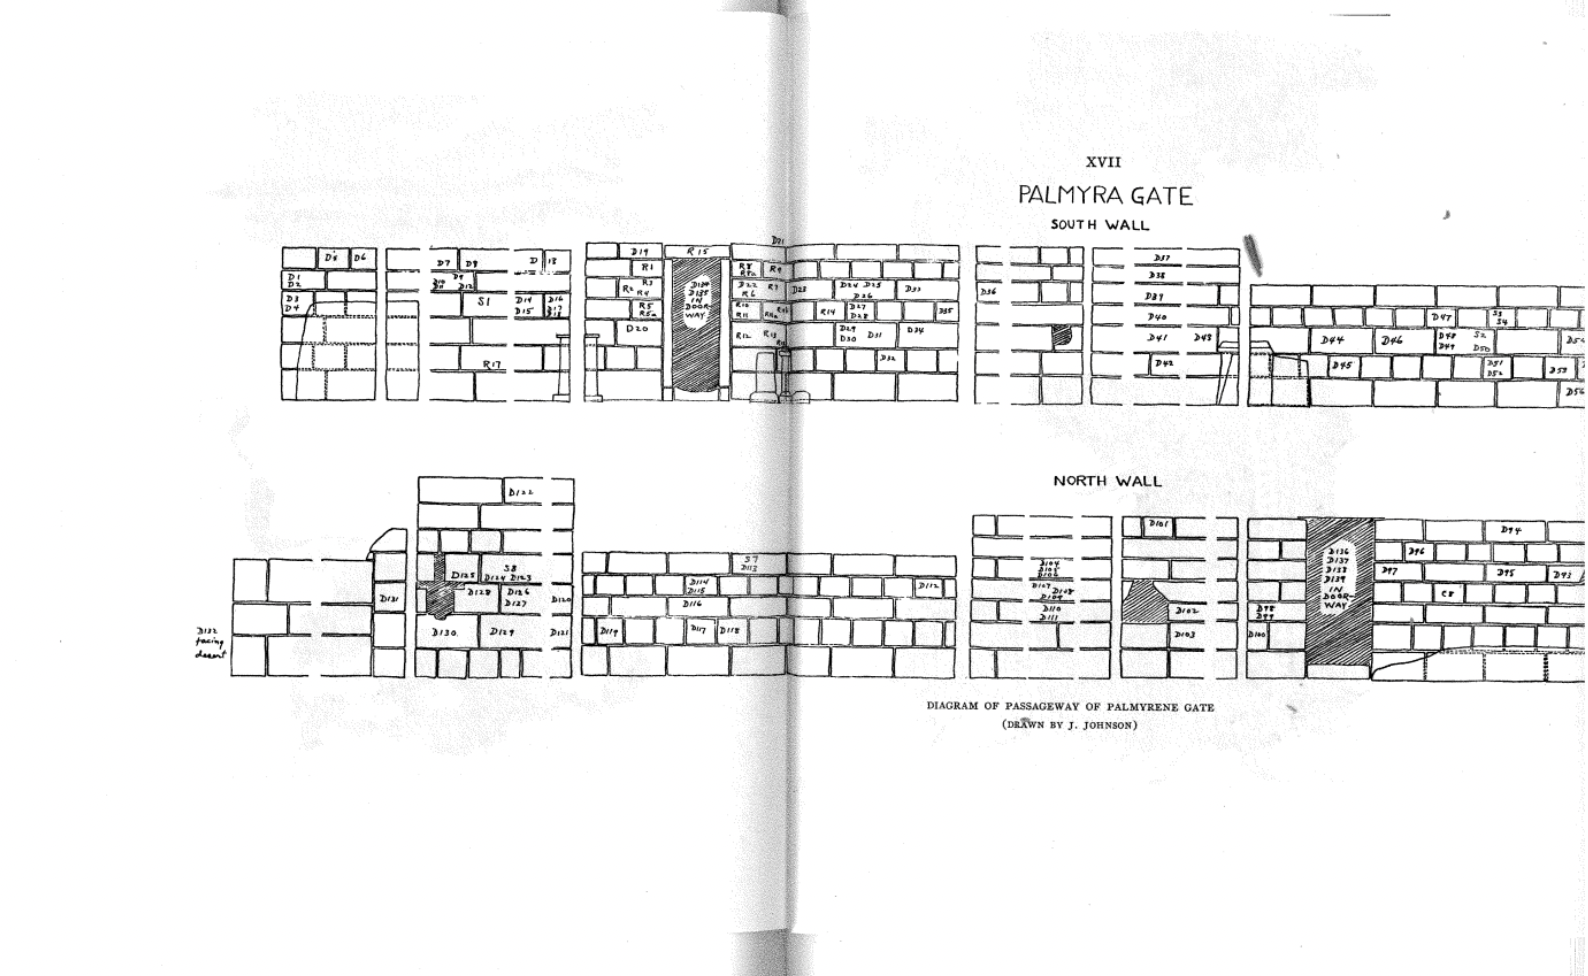 XVII
PALMYRA GATE
SOUTH WALL
D21
D5 D6
D7 D8
D 13
D19
R15
D37
D1
D2
D9
D10
D11 D12
R1
R8
R8a R9
D38
D3
D4
S1
D14
D15
D16
D17
D18
R2 R3
R4
D134
D135
IN
DOOR
WAY
D22 R7
R6
D23
D24 D25
D26
D33
D36
D39
R5
R5a
R10
R11
R14
D27
D28
D35
D40
D47
S3
S4
D20
R12 R13
D29
D30 D31
D34
D41 D43
D44
D46
D48
D49
S2
D50
R17
D32
D42
D45
D51
D52
D53
D56
NORTH WALL
D122
D101
D94
S7
D113
D104
D105
D106
D136
D137
D138
D139
IN
DOOR-
WAY
D96
D125
S8
D124 D123
D114
D115
D112
D97
D95
D93
D131
D128
D126
D127
D120
D116
D107
D108
D109
D110
D111
D102
D98
D99
C8
D132
facing
desert
D130
D129
D121
D119
D117
D118
D103
D100
DIAGRAM OF PASSAGEWAY OF PALMYRENE GATE
(DRAWN BY J. JOHNSON)